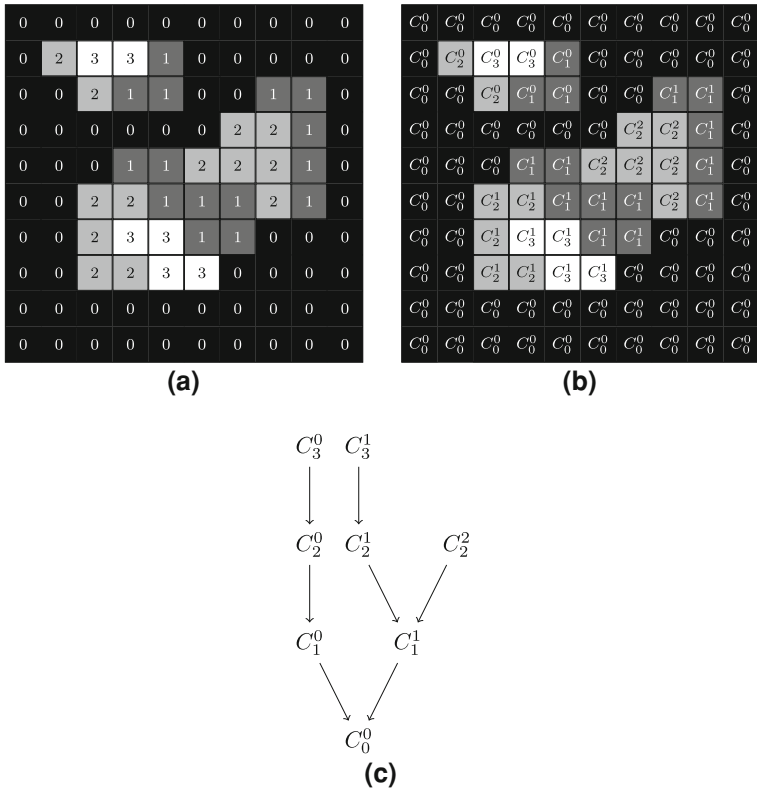 0 0 0 0 0 0 0 0 0 0
0 2 3 3 1 0 0 0 0 0
0 0 2 1 1 0 0 1 1 0
0 0 0 0 0 0 2 2 1 0
0 0 0 1 1 2 2 2 1 0
0 0 2 2 1 1 1 2 1 0
0 0 2 3 3 1 1 0 0 0
0 0 2 2 3 3 0 0 0 0
0 0 0 0 0 0 0 0 0 0
0 0 0 0 0 0 0 0 0 0
(a)
C_0^0 C_0^0 C_0^0 C_0^0 C_0^0 C_0^0 C_0^0 C_0^0 C_0^0 C_0^0
C_0^0 C_2^0 C_3^0 C_3^0 C_1^0 C_0^0 C_0^0 C_0^0 C_0^0 C_0^0
C_0^0 C_0^0 C_2^0 C_1^0 C_1^0 C_0^0 C_0^0 C_1^1 C_1^1 C_0^0
C_0^0 C_0^0 C_0^0 C_0^0 C_0^0 C_0^0 C_2^2 C_2^2 C_1^1 C_0^0
C_0^0 C_0^0 C_0^0 C_1^1 C_1^1 C_2^2 C_2^2 C_2^2 C_1^1 C_0^0
C_0^0 C_0^0 C_2^1 C_2^1 C_1^1 C_1^1 C_1^1 C_2^2 C_1^1 C_0^0
C_0^0 C_0^0 C_2^1 C_3^1 C_3^1 C_1^1 C_1^1 C_0^0 C_0^0 C_0^0
C_0^0 C_0^0 C_2^1 C_2^1 C_3^1 C_3^1 C_0^0 C_0^0 C_0^0 C_0^0
C_0^0 C_0^0 C_0^0 C_0^0 C_0^0 C_0^0 C_0^0 C_0^0 C_0^0 C_0^0
C_0^0 C_0^0 C_0^0 C_0^0 C_0^0 C_0^0 C_0^0 C_0^0 C_0^0 C_0^0
(b)
C_3^0 C_3^1
C_2^0 C_2^1 C_2^2
C_1^0 C_1^1
C_0^0
(c)